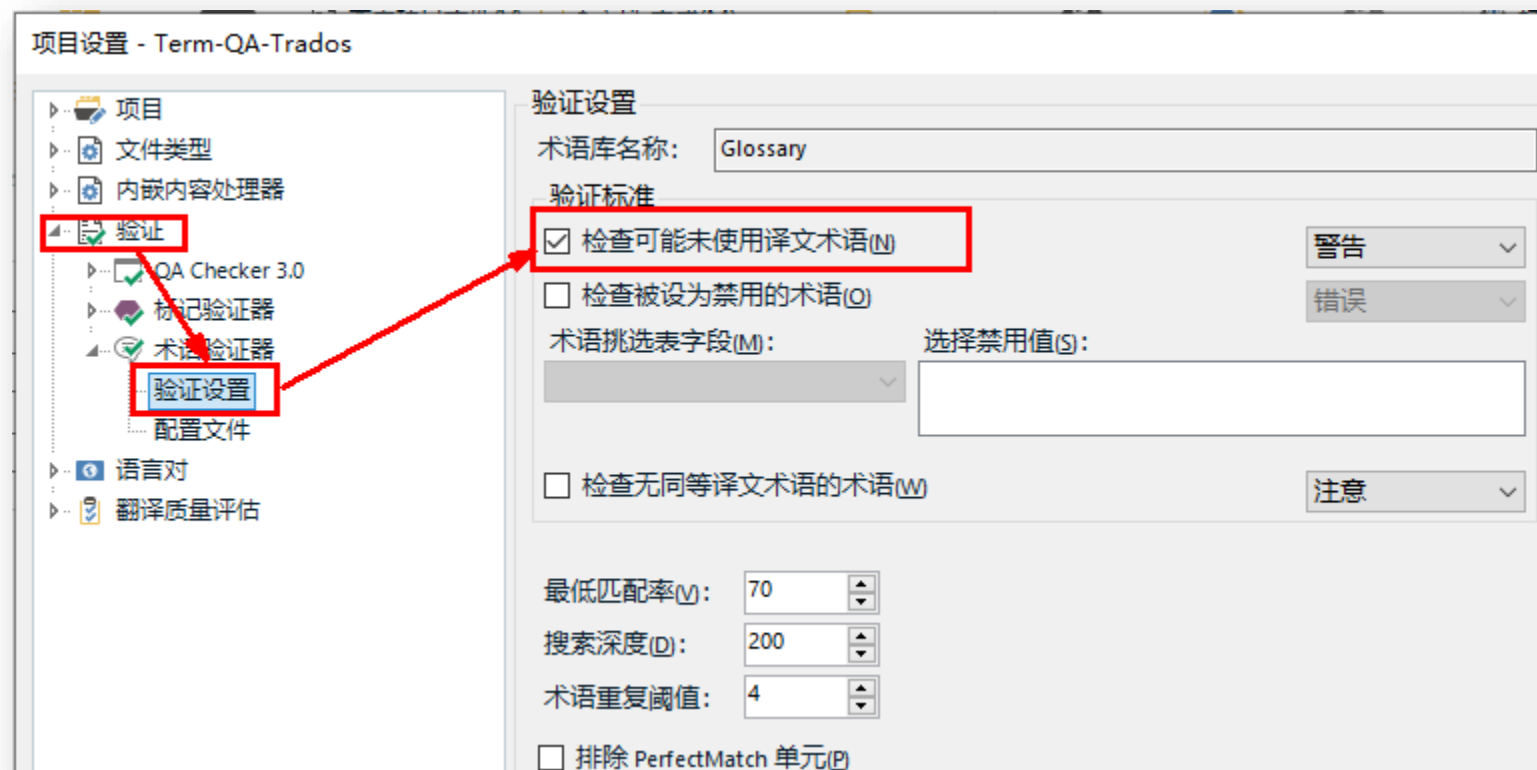 项目设置 - Term-QA-Trados
项目
文件类型
内嵌内容处理器
验证
QA Checker 3.0
标记验证器
术语验证器
验证设置
配置文件
语言对
翻译质量评估
验证设置
术语库名称: Glossary
验证标准
检查可能未使用译文术语(N) 警告
检查被设为禁用的术语(O) 错误
术语挑选表字段(M): 选择禁用值(S):
检查无同等译文术语的术语(W) 注意
最低匹配率(V): 70
搜索深度(D): 200
术语重复阈值: 4
排除 PerfectMatch 单元(P)